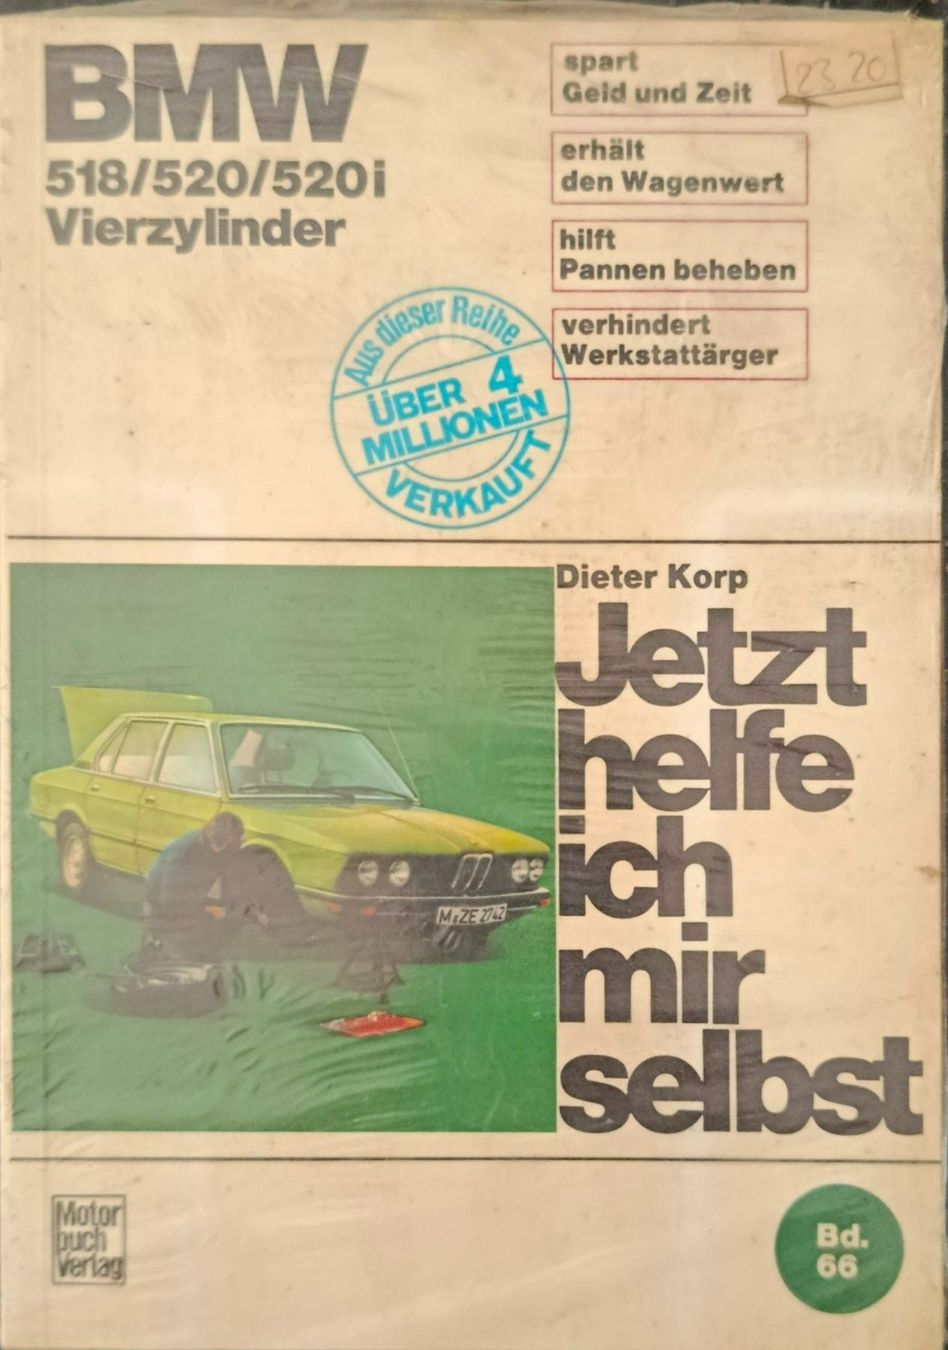 BMW
518/520/520i
Vierzylinder
spart
Geld und Zeit
23 20
erhält
den Wagenwert
hilft
Pannen beheben
verhindert
Werkstattärger
Aus dieser Reihe
ÜBER 4
MILLIONEN
VERKAUFT
Dieter Korp
Jetzt
helfe
ich
mir
selbst
M ZE 2742
Motor
buch
Verlag
Bd.
66